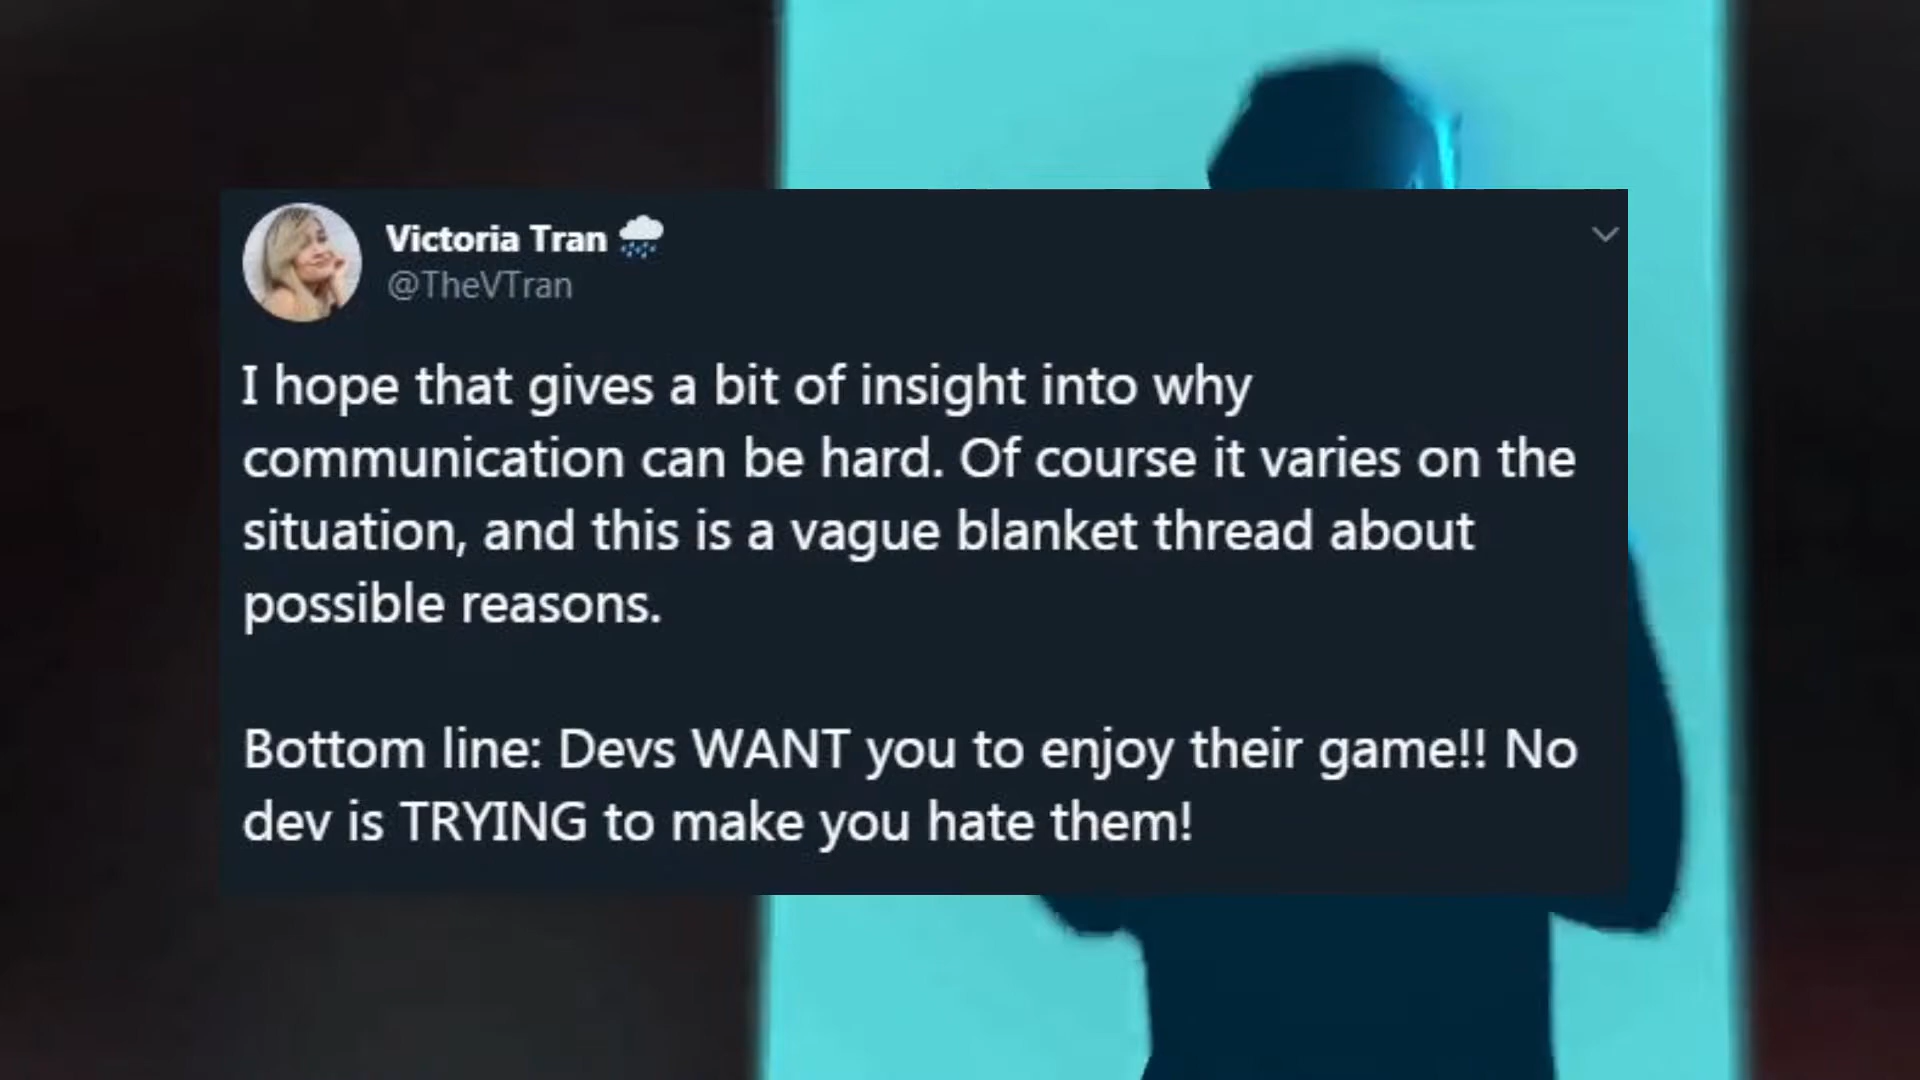 Victoria Tran 🌧
@TheVTran
I hope that gives a bit of insight into why
communication can be hard. Of course it varies on the
situation, and this is a vague blanket thread about
possible reasons.
Bottom line: Devs WANT you to enjoy their game!! No
dev is TRYING to make you hate them!